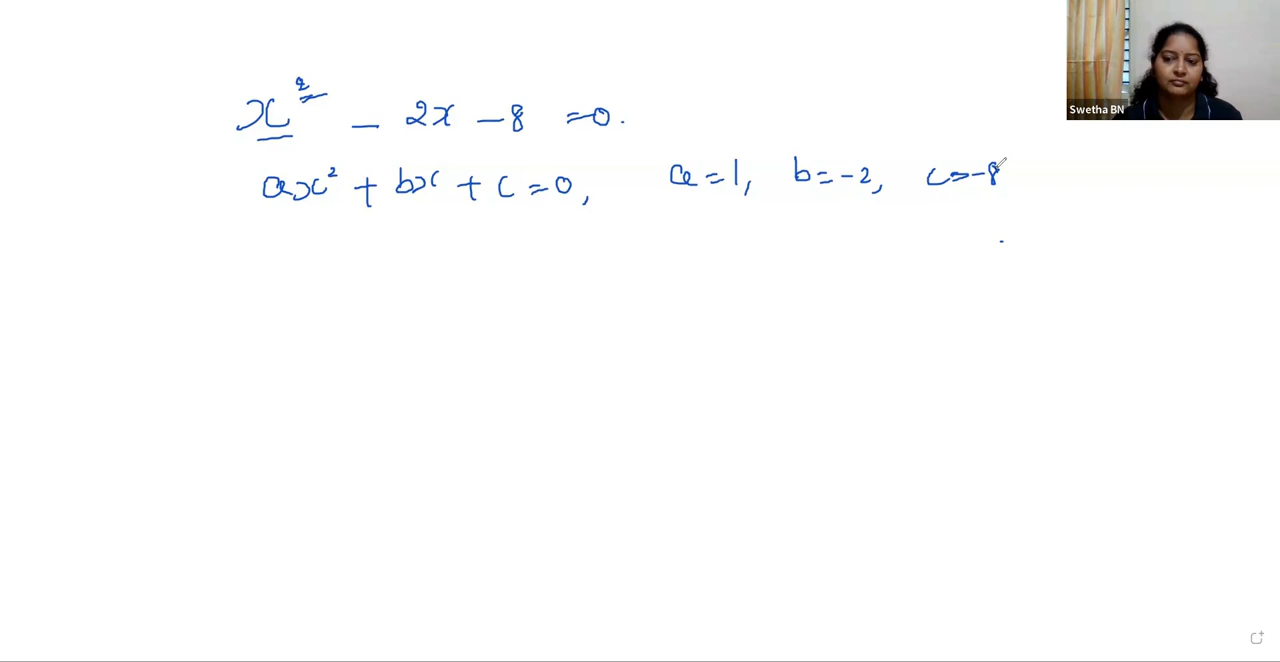 x² - 2x - 8 = 0.
ax² + bx + c = 0, a = 1, b = -2, c = -8
Swetha BN